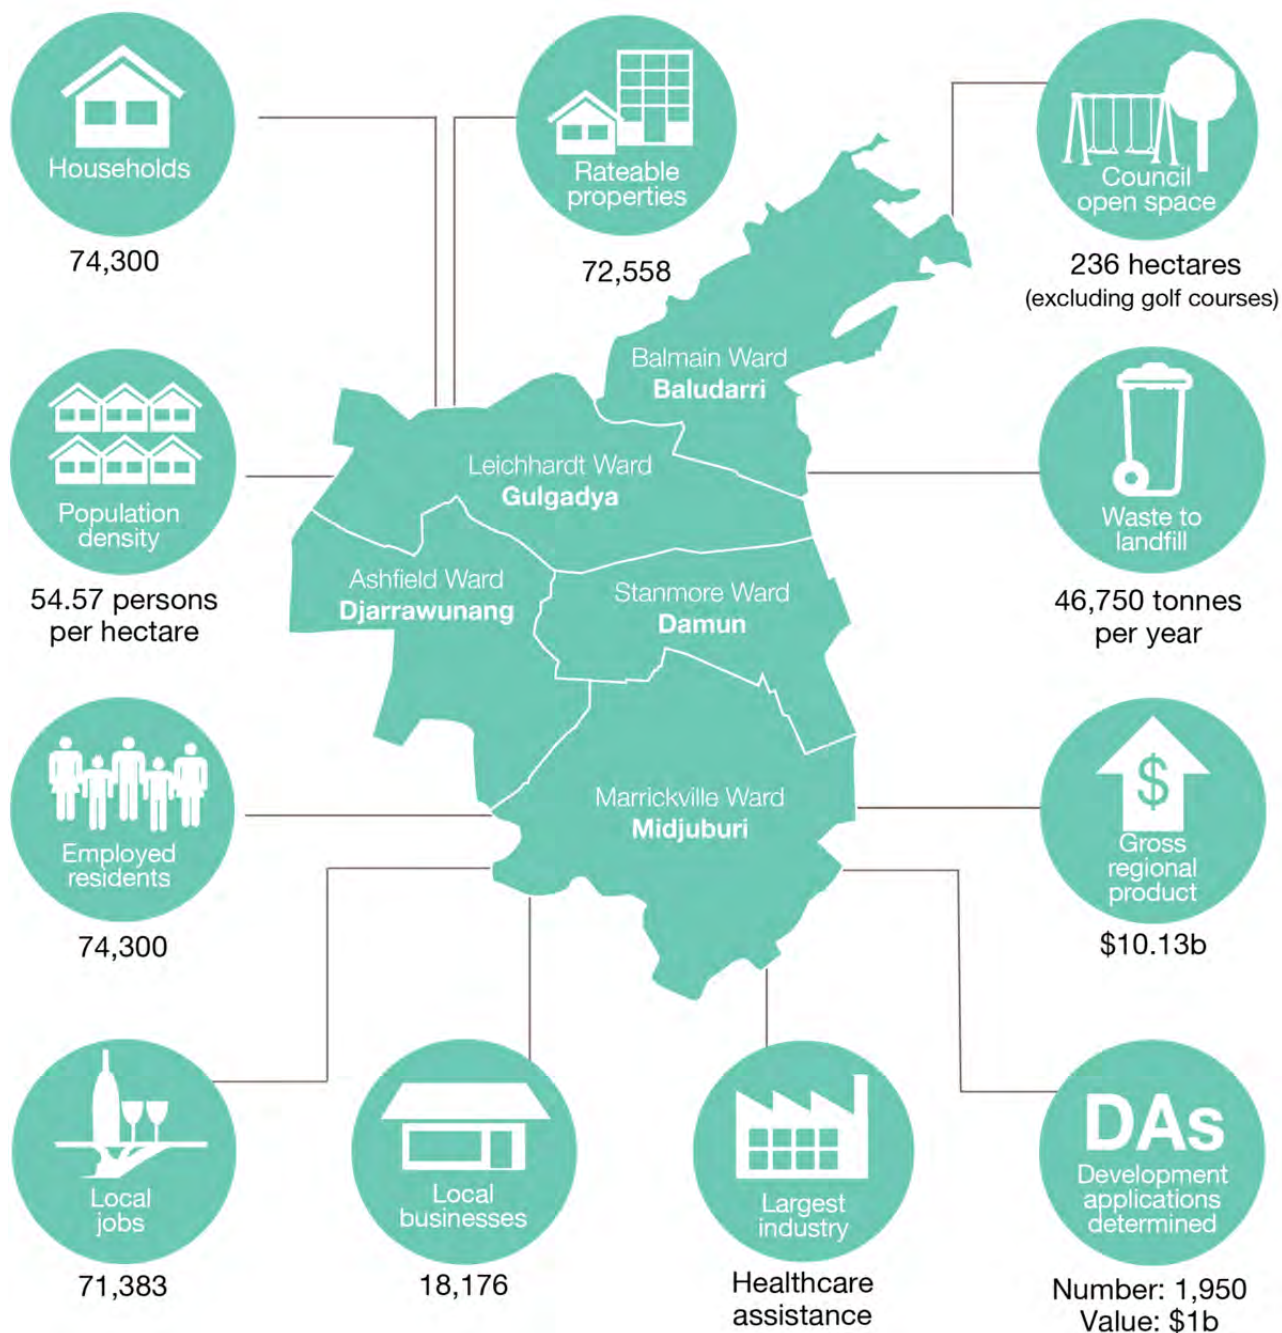 Households
74,300
Rateable
properties
72,558
Council
open space
236 hectares
(excluding golf courses)
Balmain Ward
Baludarri
Population
density
54.57 persons
per hectare
Leichhardt Ward
Gulgadya
Waste to
landfill
46,750 tonnes
per year
Ashfield Ward
Djarrawunang
Stanmore Ward
Damun
Employed
residents
74,300
Marrickville Ward
Midjuburi
$
Gross
regional
product
$10.13b
Local
jobs
71,383
Local
businesses
18,176
Largest
industry
Healthcare
assistance
DAs
Development
applications
determined
Number: 1,950
Value: $1b